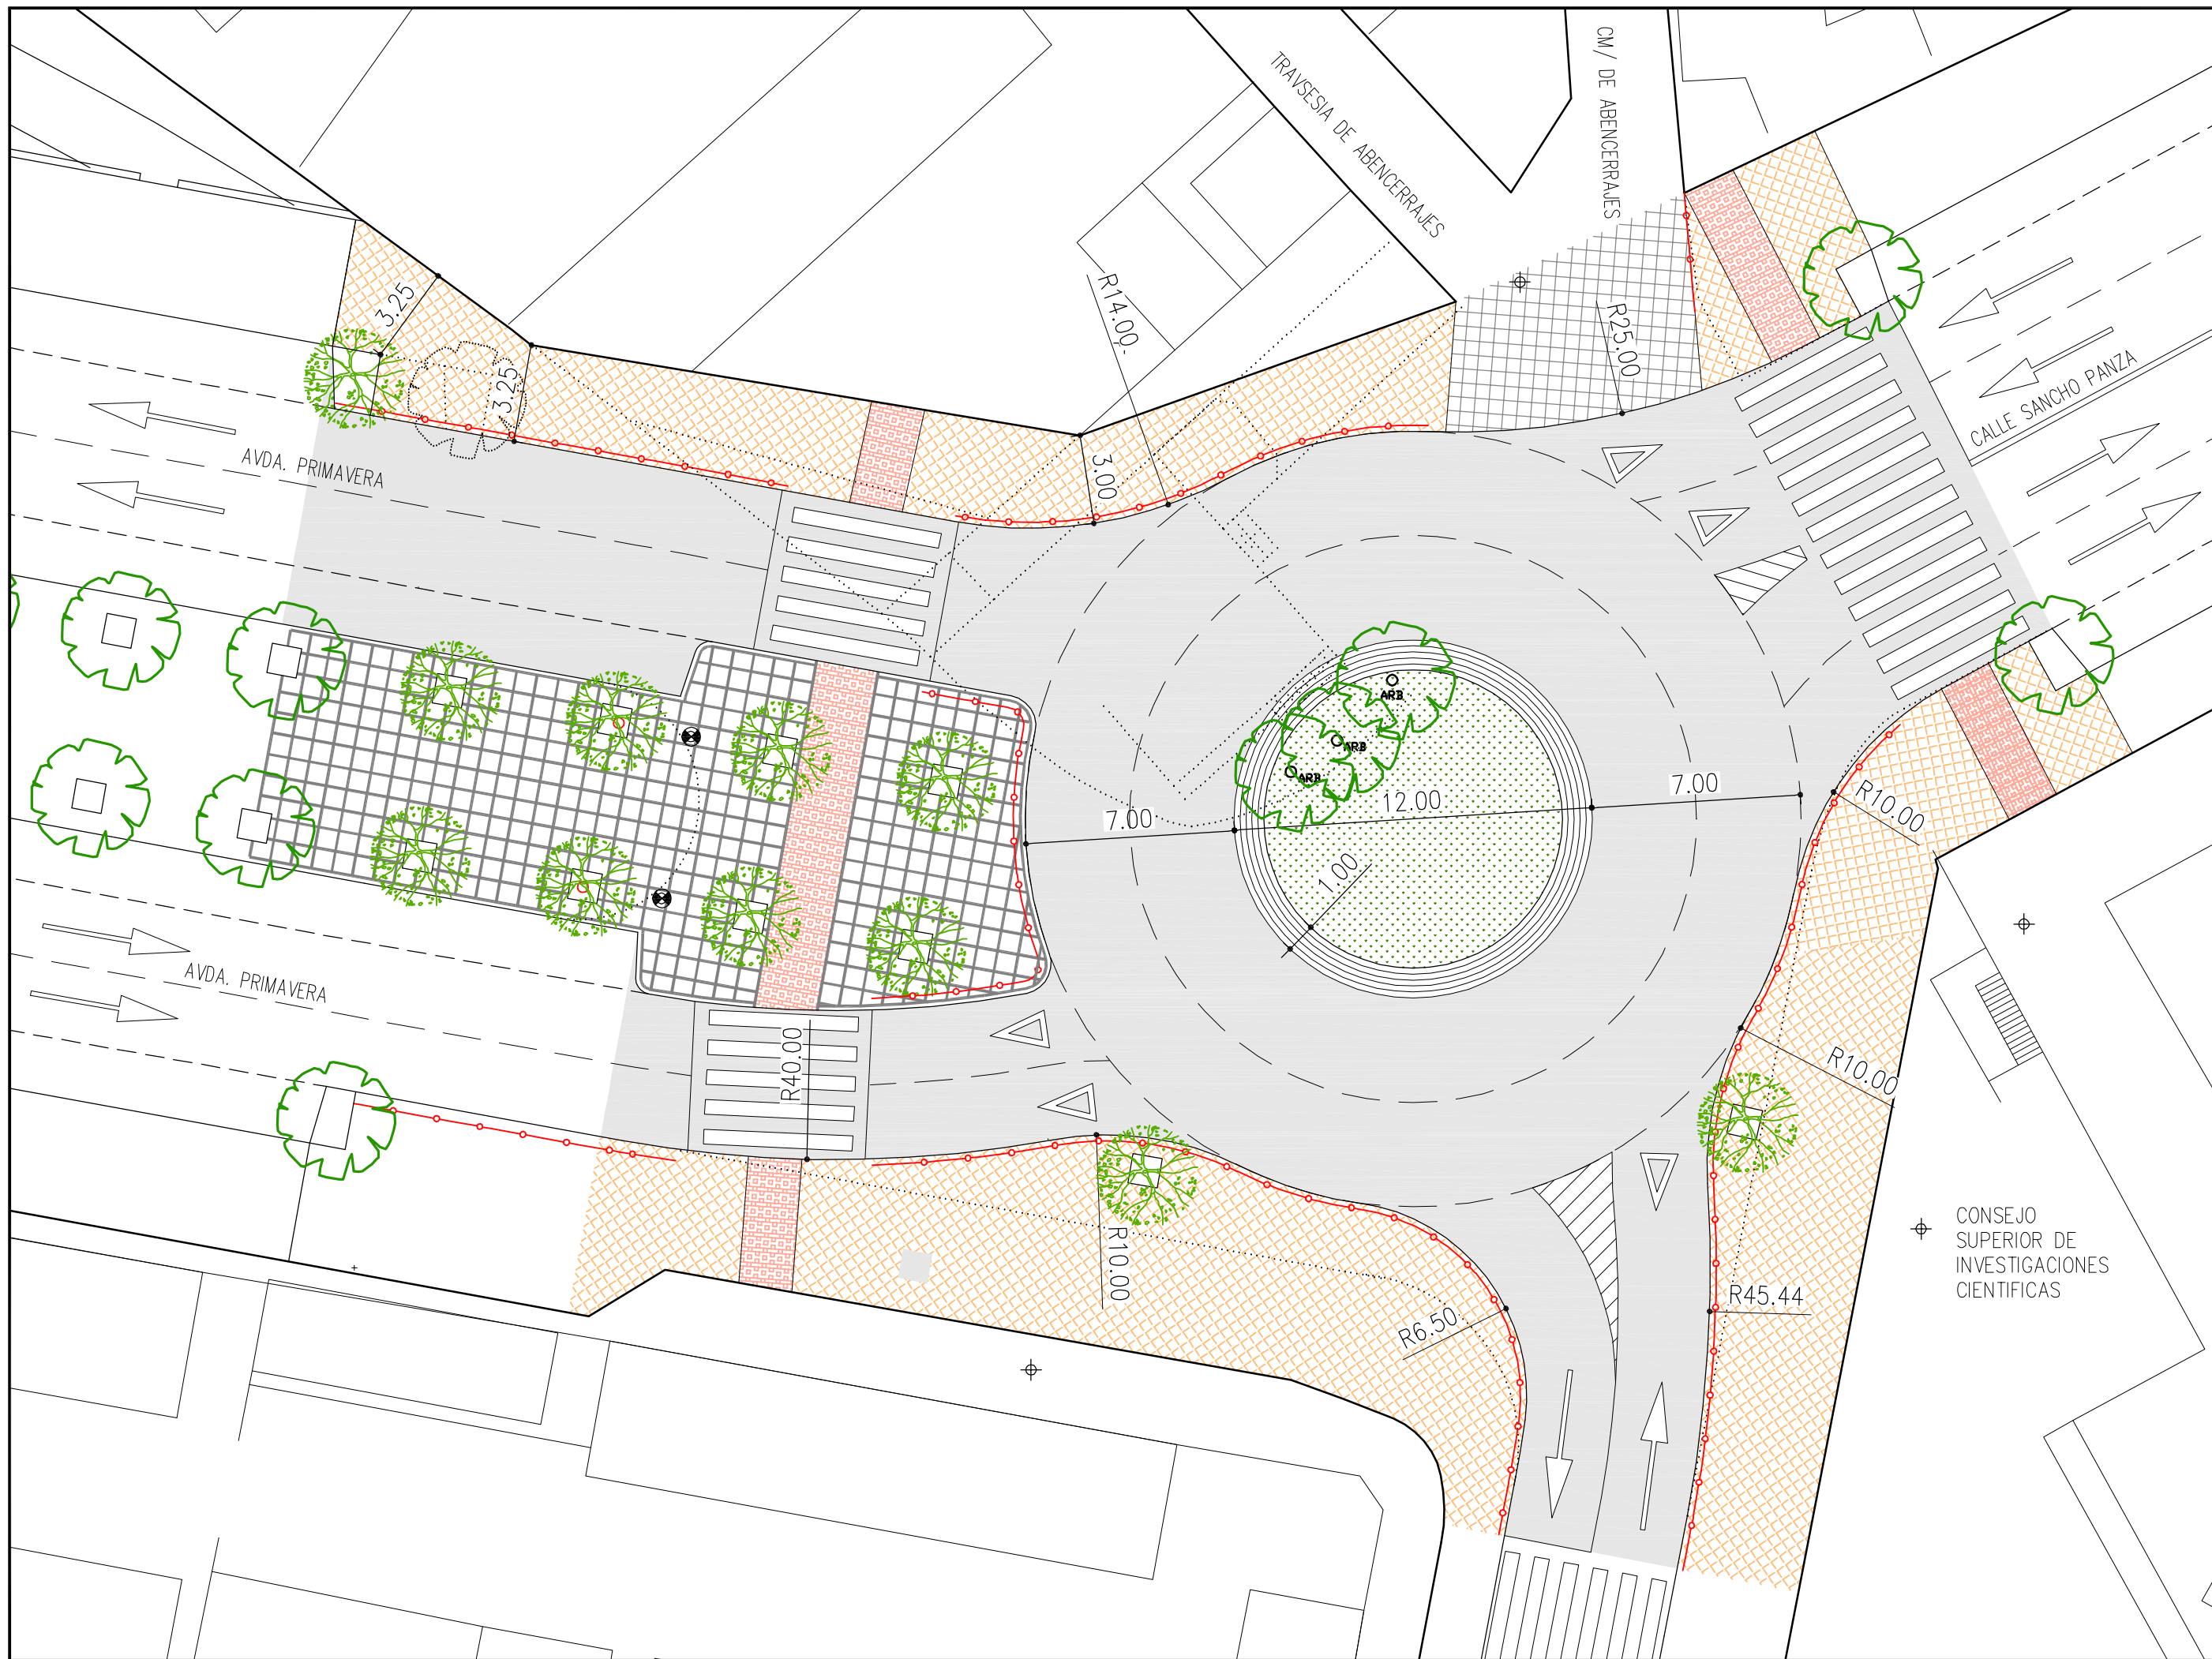 TRAVSESIA DE ABENCERRAJES
CM/ DE ABENCERRAJES
3.25
3.25
R14.00
3.00
R25.00
CALLE SANCHO PANZA
AVDA. PRIMAVERA
ARB
ARB
ARB
7.00
12.00
7.00
1.00
R10.00
AVDA. PRIMAVERA
R40.00
R10.00
R10.00
R6.50
R45.44
CONSEJO
SUPERIOR DE
INVESTIGACIONES
CIENTIFICAS